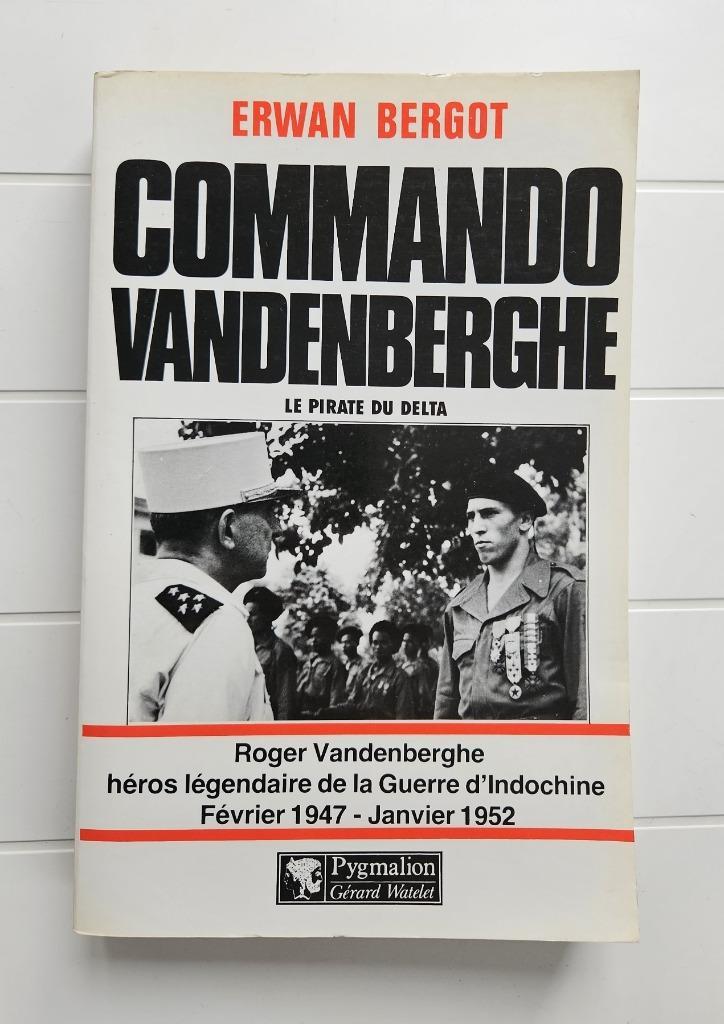 ERWAN BERGOT
COMMANDO
VANDENBERGHE
LE PIRATE DU DELTA
Roger Vandenberghe
héros légendaire de la Guerre d'Indochine
Février 1947 - Janvier 1952
Pygmalion
Gérard Watelet